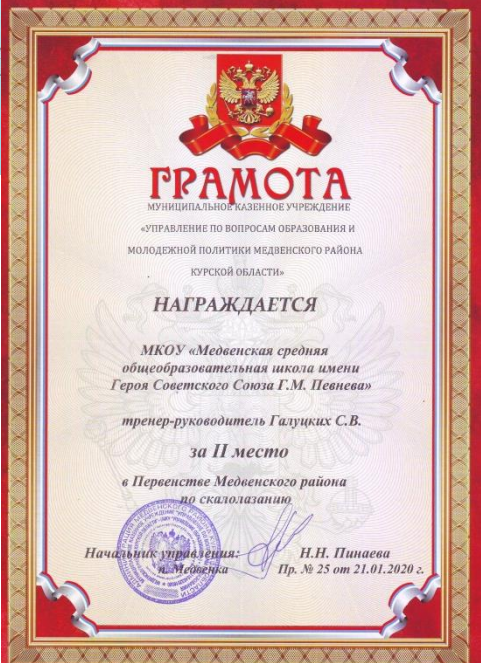 ГРАМОТА
МУНИЦИПАЛЬНОЕ КАЗЕННОЕ УЧРЕЖДЕНИЕ
«УПРАВЛЕНИЕ ПО ВОПРОСАМ ОБРАЗОВАНИЯ И
МОЛОДЕЖНОЙ ПОЛИТИКИ МЕДВЕНСКОГО РАЙОНА
КУРСКОЙ ОБЛАСТИ»
НАГРАЖДАЕТСЯ
МКОУ «Медвенская средняя
общеобразовательная школа имени
Героя Советского Союза Г.М. Певнева»
тренер-руководитель Галуцких С.В.
за II место
в Первенстве Медвенского района
по скалолазанию
Начальник управления: Н.Н. Пинаева
п. Медвенка Пр. № 25 от 21.01.2020 г.